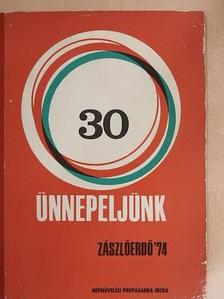 30
ÜNNEPELJÜNK
ZÁSZLÓERDŐ '74
NÉPMŰVELÉSI PROPAGANDA IRODA